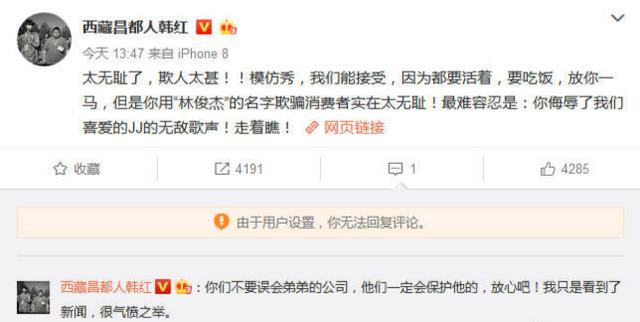 西藏昌都人韩红
今天 13:47 来自 iPhone 8
太无耻了，欺人太甚！！模仿秀，我们能接受，因为都要活着，要吃饭，放你一
马，但是你用“林俊杰”的名字欺骗消费者实在太无耻！最难容忍是：你侮辱了我们
喜爱的JJ的无敌歌声！走着瞧！ 网页链接
收藏 4191 1 4285
由于用户设置，你无法回复评论。
西藏昌都人韩红 ：你们不要误会弟弟的公司，他们一定会保护他的，放心吧！我只是看到了
新闻，很气愤之举。